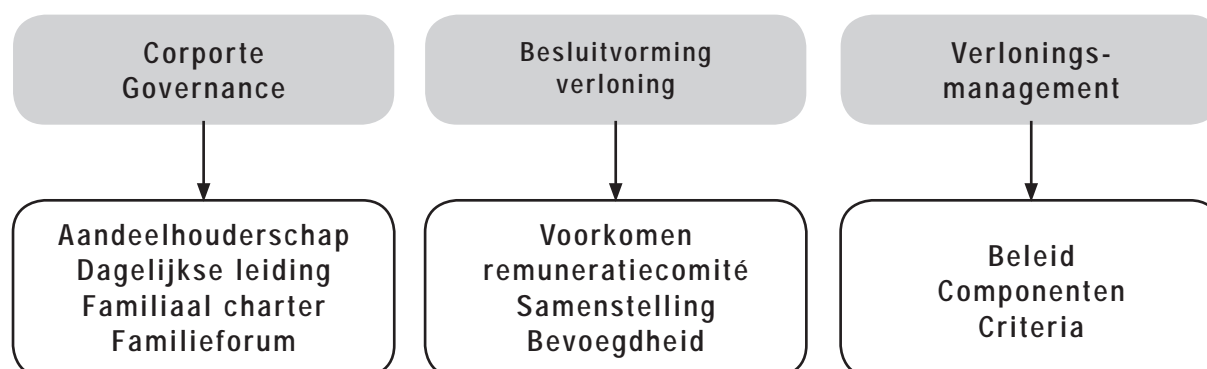 Corporte
Governance
Besluitvorming
verloning
Verlonings-
management
Aandeelhouderschap
Dagelijkse leiding
Familiaal charter
Familieforum
Voorkomen
remuneratiecomité
Samenstelling
Bevoegdheid
Beleid
Componenten
Criteria